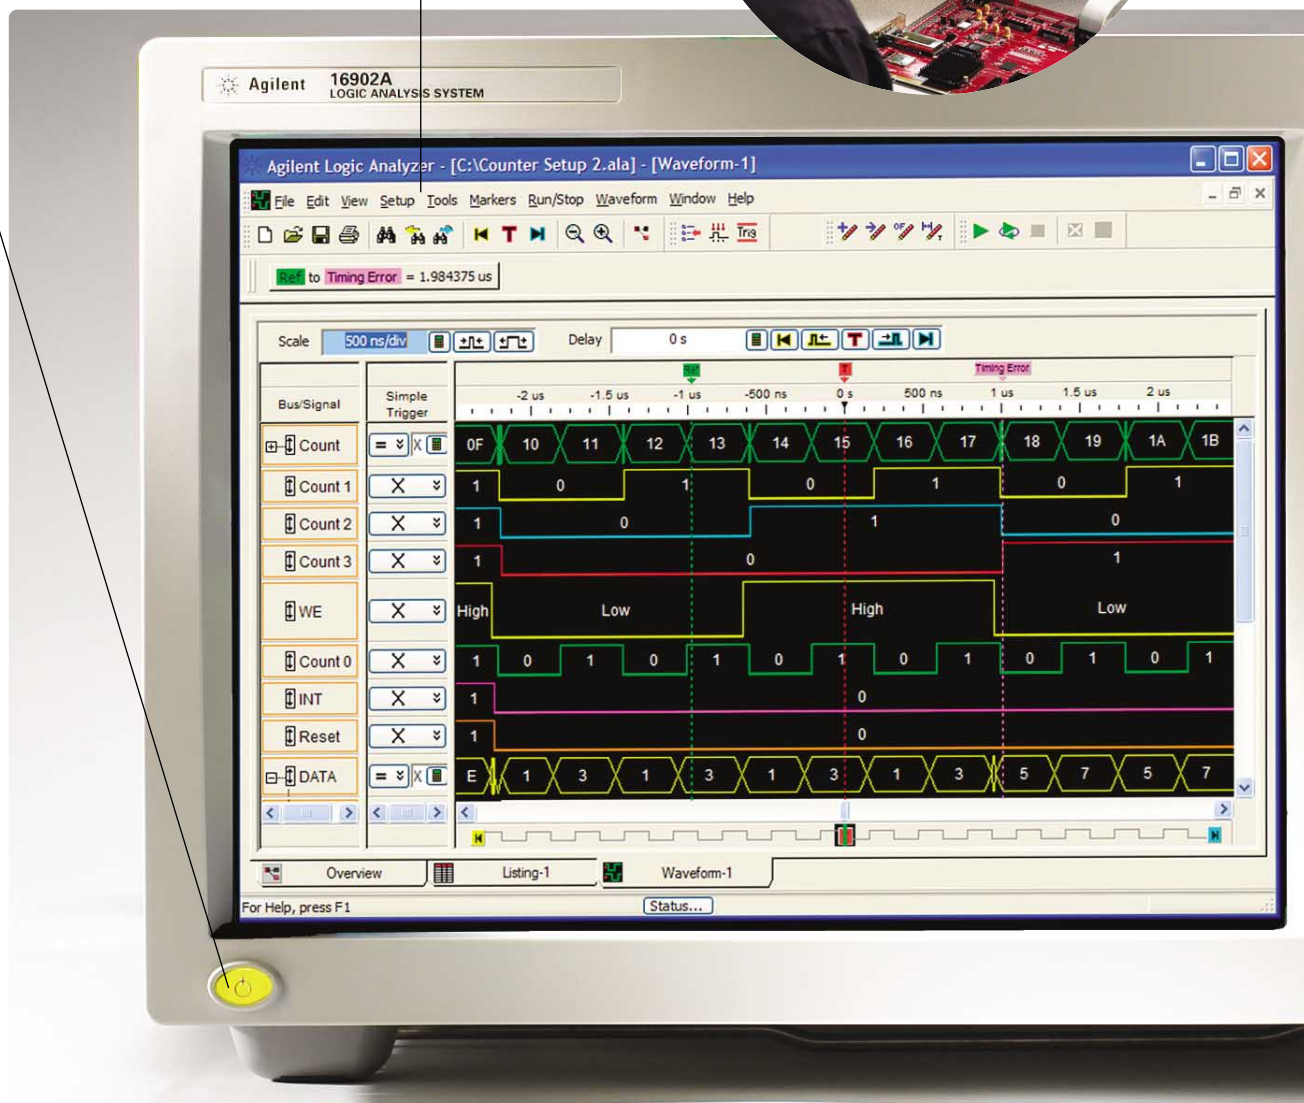 Agilent 16902A
LOGIC ANALYSIS SYSTEM
Agilent Logic Analyzer - [C:\Counter Setup 2.ala] - [Waveform-1]
File Edit View Setup Tools Markers Run/Stop Waveform Window Help
T Trig
Ref to Timing Error = 1.984375 us
Scale 500 ns/div Delay 0 s T
Ref T Timing Error
Bus/Signal Simple Trigger -2 us -1.5 us -1 us -500 ns 0 s 500 ns 1 us 1.5 us 2 us
Count = X 0F 10 11 12 13 14 15 16 17 18 19 1A 1B
Count 1 X 1 0 1 0 1 0 1
Count 2 X 1 0 1 0
Count 3 X 1 0 1
WE X High Low High Low
Count 0 X 1 0 1 0 1 0 1 0 1 0 1 0 1
INT X 1 0
Reset X 1 0
DATA = X E 1 3 1 3 1 3 1 3 5 7 5 7
Overview Listing-1 Waveform-1
For Help, press F1 Status...